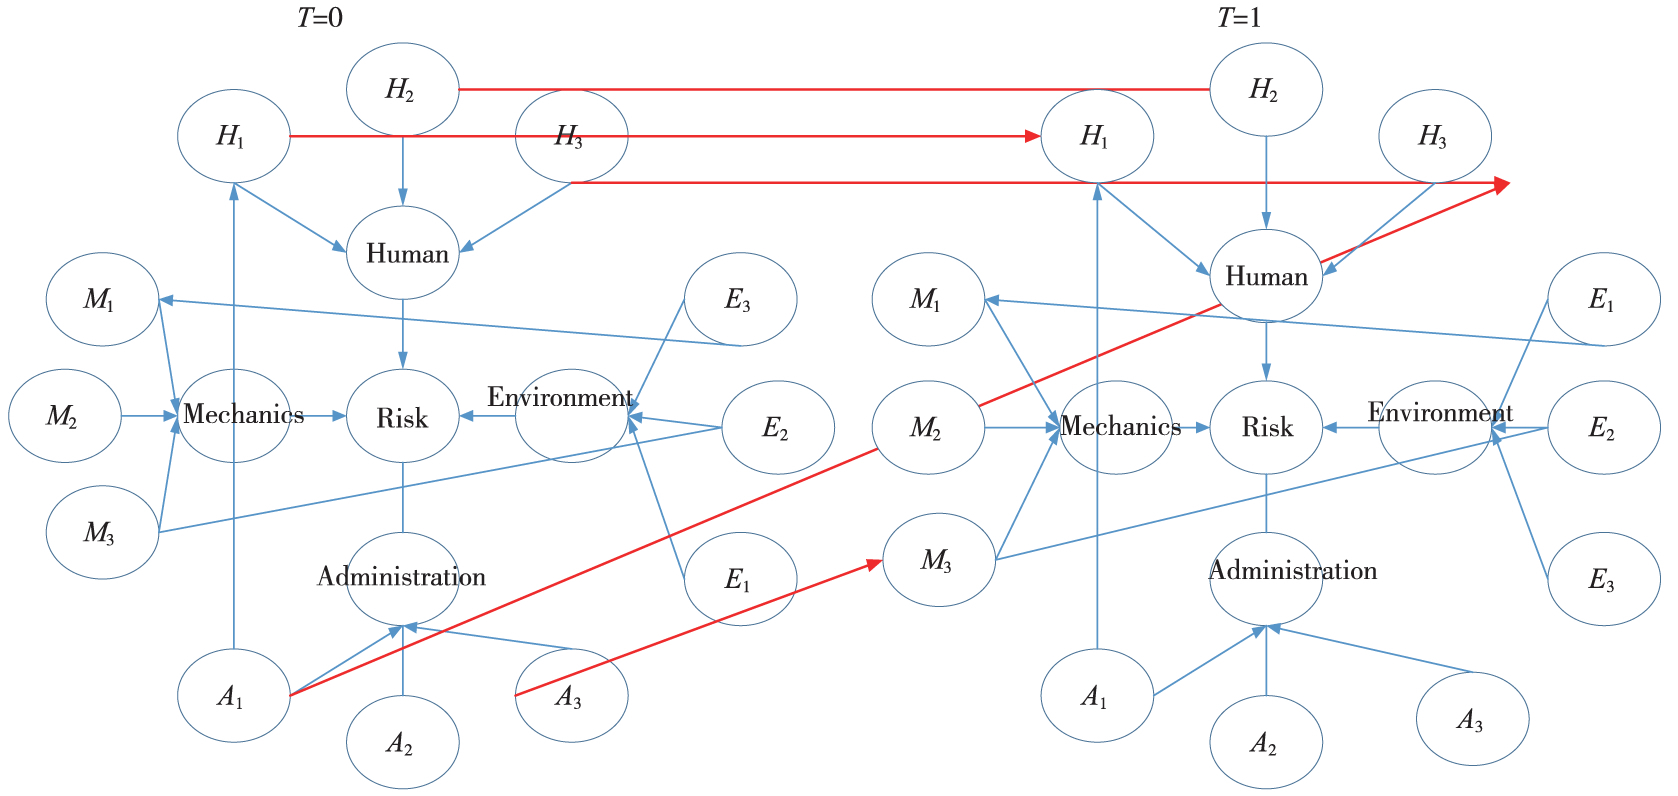 T=0
T=1
H₂
H₁
H₃
Human
M₁
E₃
M₂
Mechanics
Risk
Environment
E₂
M₃
Administration
E₁
A₁
A₂
A₃
H₂
H₁
H₃
Human
M₁
E₁
M₂
Mechanics
Risk
Environment
E₂
M₃
Administration
E₃
A₁
A₂
A₃